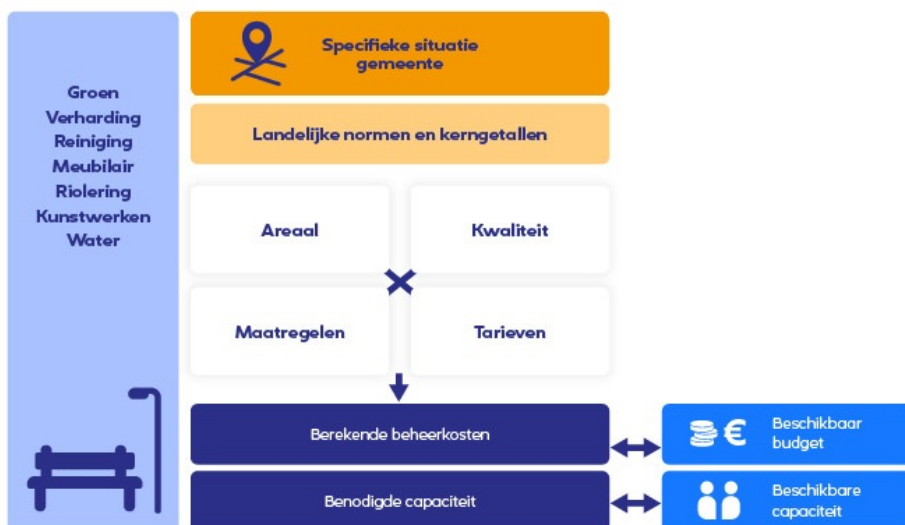 Groen
Verharding
Reiniging
Meubilair
Riolering
Kunstwerken
Water
Specifieke situatie
gemeente
Landelijke normen en kerngetallen
Areaal
Kwaliteit
Maatregelen
Tarieven
Berekende beheerkosten
€ Beschikbaar
budget
Benodigde capaciteit
Beschikbare
capaciteit